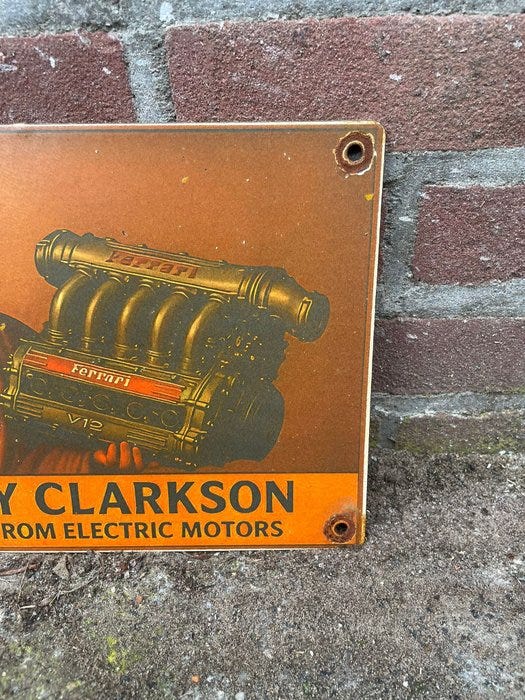 Ferrari
Ferrari
V12
Y CLARKSON
ROM ELECTRIC MOTORS